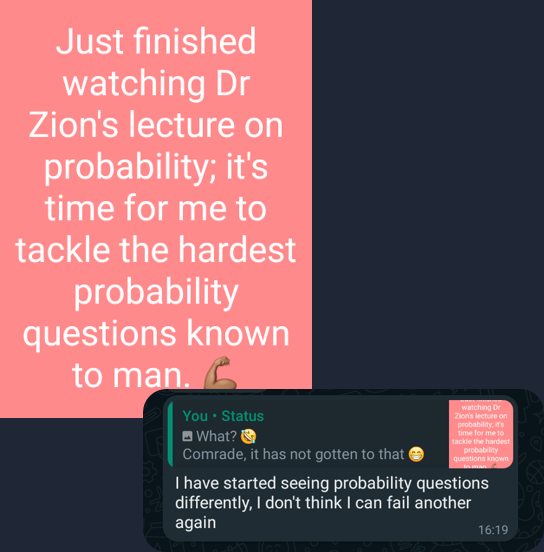 Just finished
watching Dr
Zion's lecture on
probability; it's
time for me to
tackle the hardest
probability
questions known
to man. 💪🏾
You • Status
What? 🤣
Comrade, it has not gotten to that 😁
watching Dr
Zion's lecture on
probability; it's
time for me to
tackle the hardest
probability
questions known
to man.
I have started seeing probability questions
differently, I don't think I can fail another
again
16:19